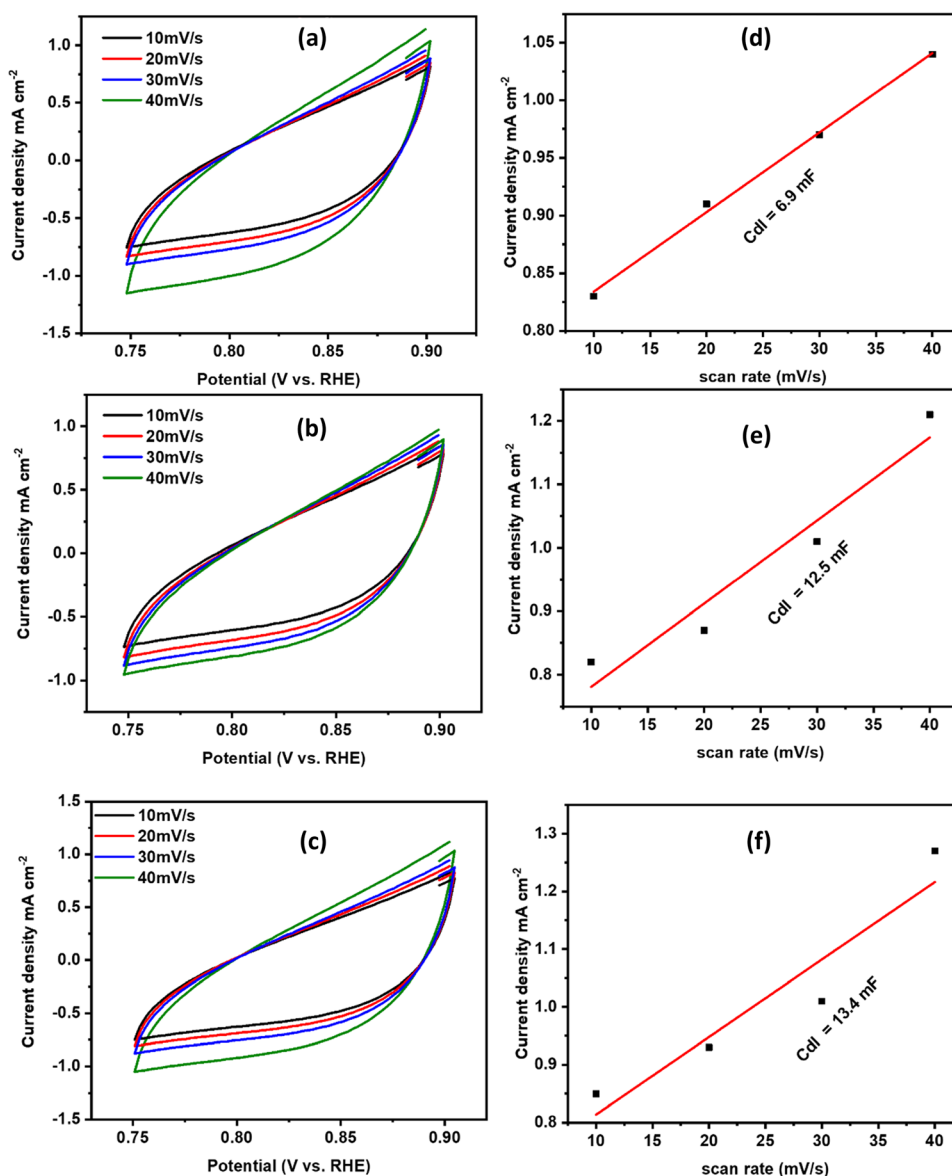 (a)
10mV/s
20mV/s
30mV/s
40mV/s
1.0
0.5
0.0
-0.5
-1.0
-1.5
0.75
0.80
0.85
0.90
Current density mA cm⁻²
Potential (V vs. RHE)
(d)
1.05
1.00
0.95
0.90
0.85
0.80
10
15
20
25
30
35
40
Current density mA cm⁻²
scan rate (mV/s)
Cdl = 6.9 mF
(b)
10mV/s
20mV/s
30mV/s
40mV/s
1.0
0.5
0.0
-0.5
-1.0
0.75
0.80
0.85
0.90
Current density mA cm⁻²
Potential (V vs. RHE)
(e)
1.2
1.1
1.0
0.9
0.8
10
15
20
25
30
35
40
Current density mA cm⁻²
scan rate (mV/s)
Cdl = 12.5 mF
(c)
10mV/s
20mV/s
30mV/s
40mV/s
1.5
1.0
0.5
0.0
-0.5
-1.0
-1.5
0.75
0.80
0.85
0.90
Current density mA cm⁻²
Potential (V vs. RHE)
(f)
1.3
1.2
1.1
1.0
0.9
0.8
10
15
20
25
30
35
40
Current density mA cm⁻²
scan rate (mV/s)
Cdl = 13.4 mF